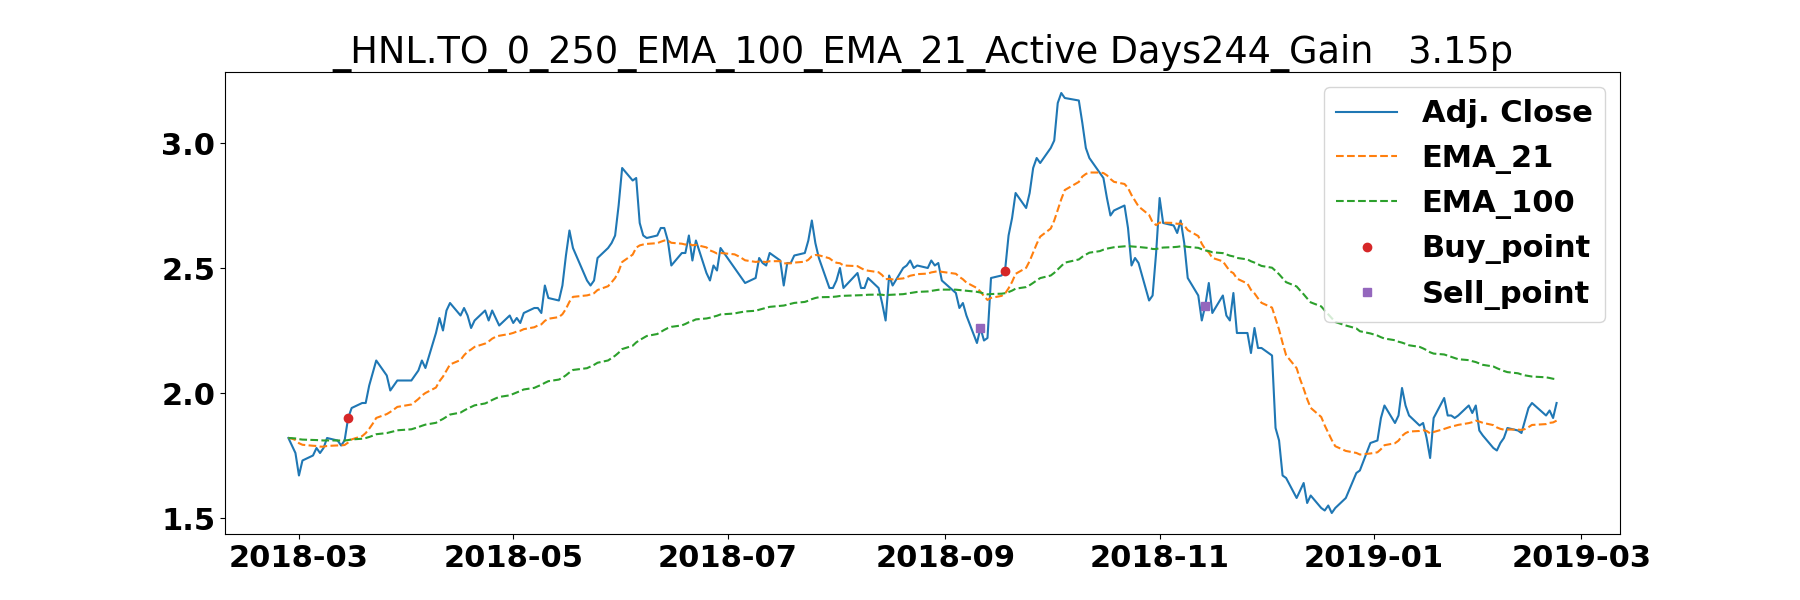 _HNL.TO_0_250_EMA_100_EMA_21_Active Days244_Gain   3.15p
3.0
2.5
2.0
1.5
Adj. Close
EMA_21
EMA_100
Buy_point
Sell_point
2018-03 2018-05 2018-07 2018-09 2018-11 2019-01 2019-03